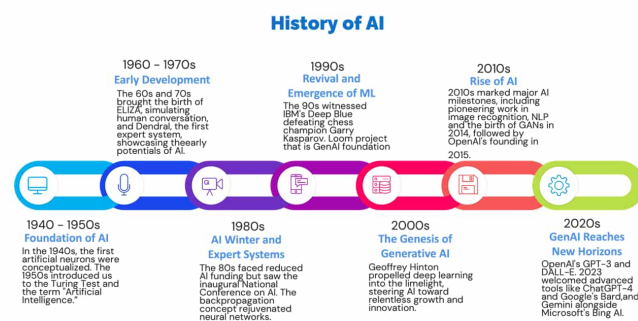 History of AI
1960 - 1970s
Early Development
The 60s and 70s
brought the birth of
ELIZA, simulating
human conversation,
and Dendral, the first
expert system,
showcasing theearly
potentials of AI.
1990s
Revival and
Emergence of ML
The 90s witnessed
IBM's Deep Blue
defeating chess
champion Garry
Kasparov. Loom project
that is GenAI foundation
2010s
Rise of AI
2010s marked major AI
milestones, including
pioneering work in
image recognition, NLP
and the birth of GANs in
2014, followed by
OpenAI's founding in
2015.
1940 - 1950s
Foundation of AI
In the 1940s, the first
artificial neurons were
conceptualized. The
1950s introduced us
to the Turing Test and
the term "Artificial
Intelligence."
1980s
AI Winter and
Expert Systems
The 80s faced reduced
AI funding but saw the
inaugural National
Conference on AI. The
backpropagation
concept rejuvenated
neural networks.
2000s
The Genesis of
Generative AI
Geoffrey Hinton
propelled deep learning
into the limelight,
steering AI toward
relentless growth and
innovation.
2020s
GenAI Reaches
New Horizons
OpenAI's GPT-3 and
DALL-E. 2023
welcomed advanced
tools like ChatGPT-4
and Google's Bard,and
Gemini alongside
Microsoft's Bing AI.